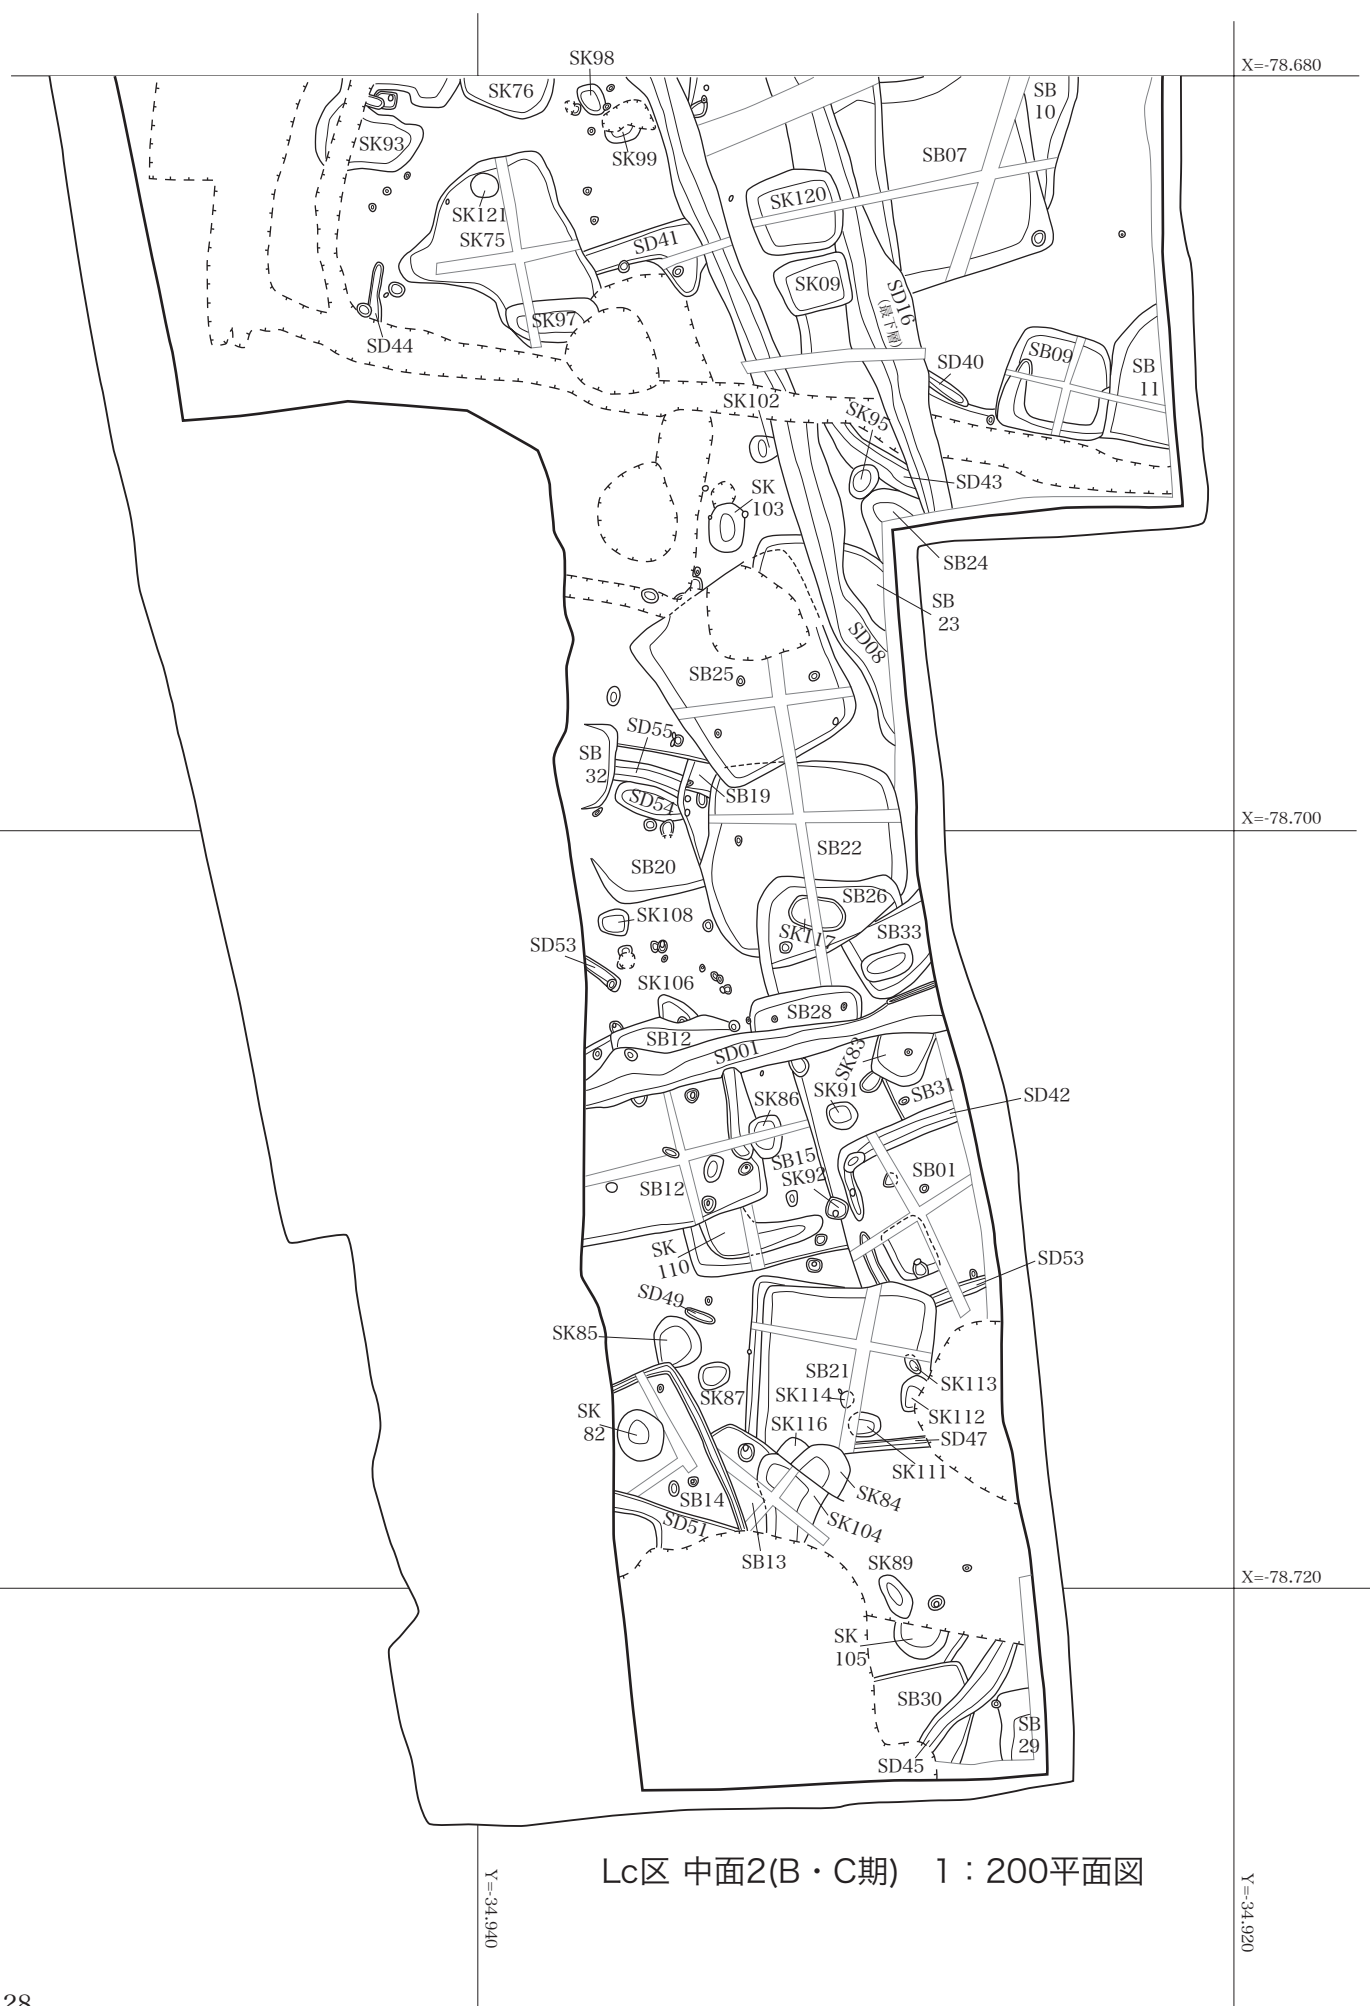 SK98
X=-78.680
SK76
SB
10
SK93
SK99
SB07
SK121
SK75
SK120
SD41
SK09
SD16
(最下層)
SK97
SD44
SD40
SB09
SB
11
SK102
SK95
SD43
SK
103
SB24
SB
23
SD08
SB25
SD55
SB
32
SB19
SD54
X=-78.700
SB22
SB20
SB26
SK108
SK117
SB33
SD53
SK106
SB28
SB12
SD01
SK83
SB31
SD42
SK86
SK91
SB15
SK92
SB01
SB12
SK
110
SD53
SD49
SK85
SB21
SK113
SK87
SK114
SK112
SK
82
SK116
SD47
SK111
SB14
SK84
SD51
SK104
SB13
SK89
X=-78.720
SK
105
SB30
SB
29
SD45
Lc区 中面2(B・C期) 1：200平面図
Y=-34.940
Y=-34.920
28